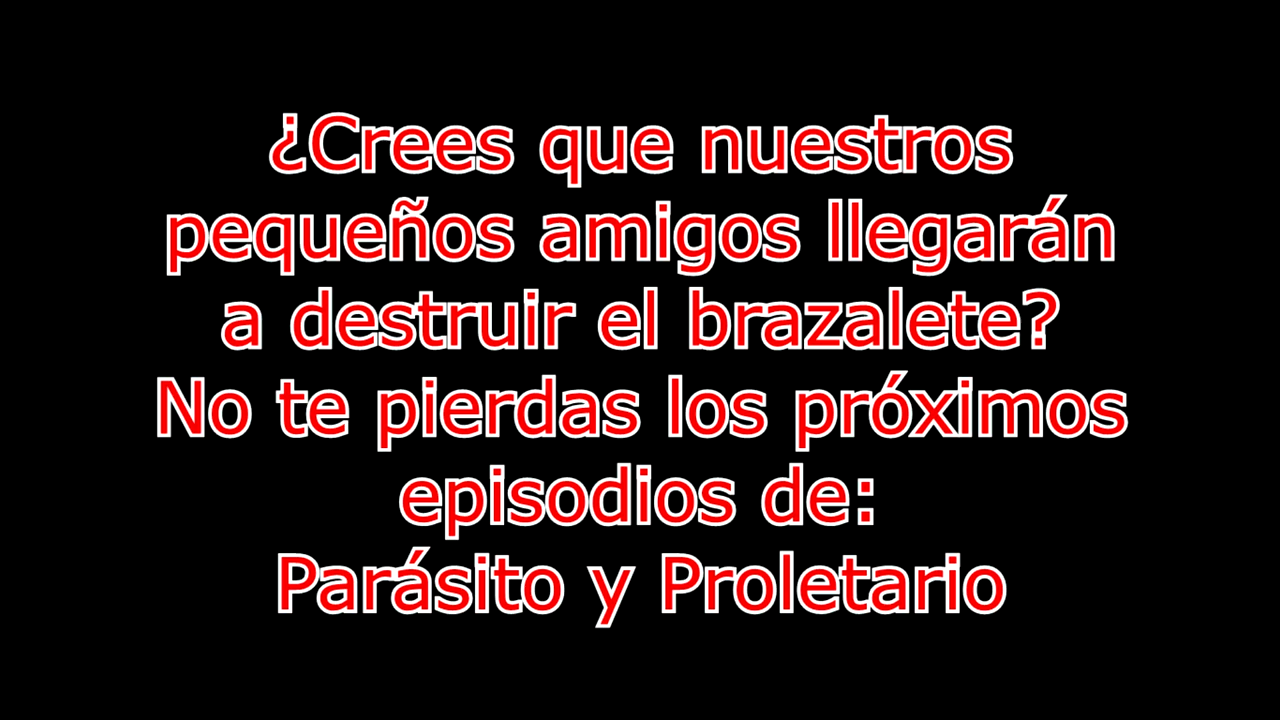 ¿Crees que nuestros
pequeños amigos llegarán
a destruir el brazalete?
No te pierdas los próximos
episodios de:
Parásito y Proletario